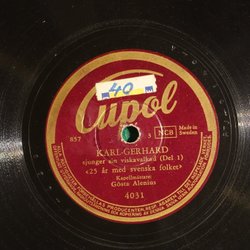 40
Cupol
857
3
NCB
Made in
Sweden
KARL-GERHARD
sjunger sin viskavalkad (Del 1)
«25 år med svenska folket»
Kapellmästare:
Gösta Alenius
4031